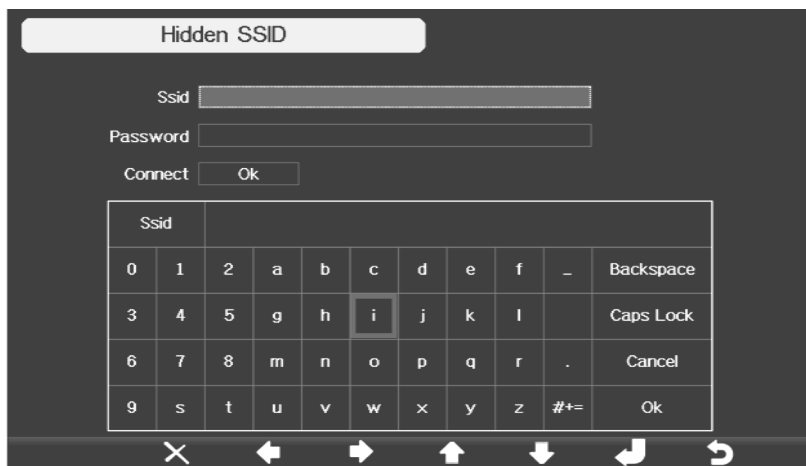 Hidden SSID
Ssid
Password
Connect Ok
Ssid
0 1 2 a b c d e f _ Backspace
3 4 5 g h i j k l Caps Lock
6 7 8 m n o p q r . Cancel
9 s t u v w x y z #+= Ok